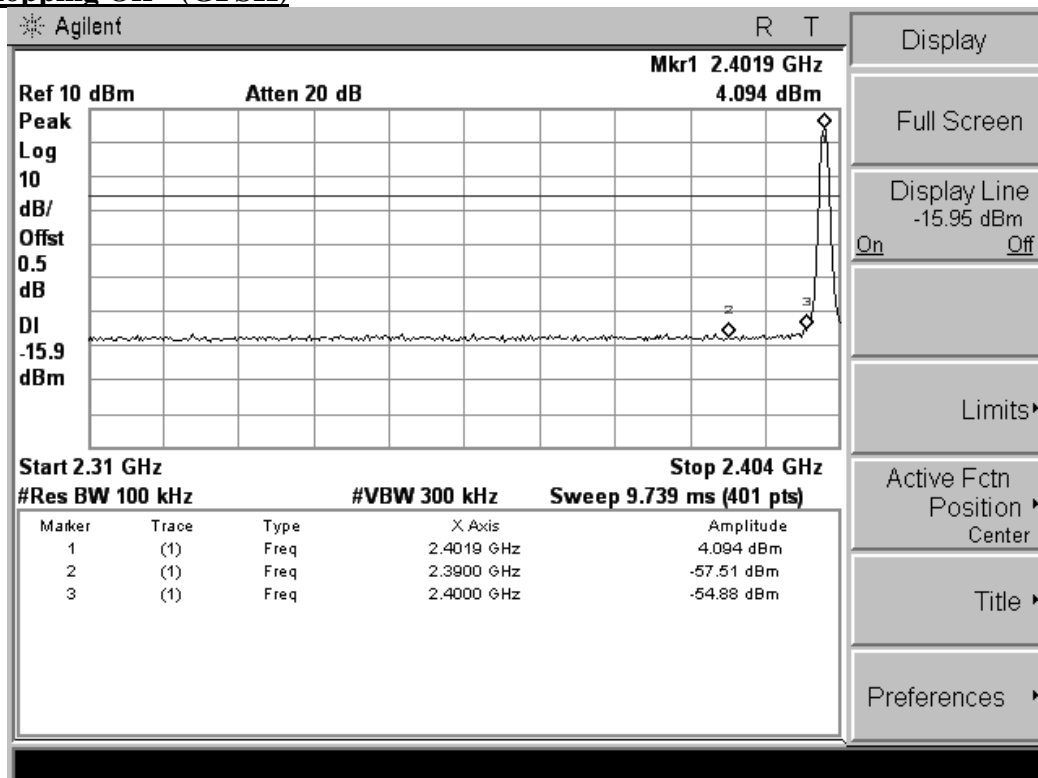 Agilent R T
Mkr1 2.4019 GHz
Ref 10 dBm Atten 20 dB 4.094 dBm
Peak
Log
10
dB/
Offst
0.5
dB
DI
-15.9
dBm
2
3
Start 2.31 GHz Stop 2.404 GHz
#Res BW 100 kHz #VBW 300 kHz Sweep 9.739 ms (401 pts)
Marker Trace Type X Axis Amplitude
1 (1) Freq 2.4019 GHz 4.094 dBm
2 (1) Freq 2.3900 GHz -57.51 dBm
3 (1) Freq 2.4000 GHz -54.88 dBm
Display
Full Screen
Display Line
-15.95 dBm
On Off
Limits
Active Fctn
Position
Center
Title
Preferences